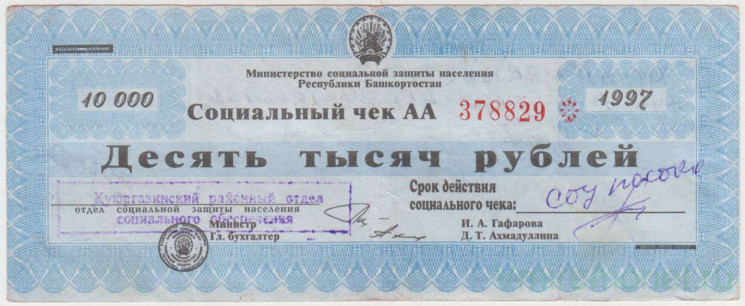 Министерство социальной защиты населения
Республики Башкортостан
10 000
Социальный чек АА 378829
1997
Десять тысяч рублей
Куюргазинский районный отдел
социального обеспечения
отдел социальной защиты населения
Срок действия
социального чека:
Министр
Гл. бухгалтер
И. А. Гафарова
Д. Т. Ахмадуллина